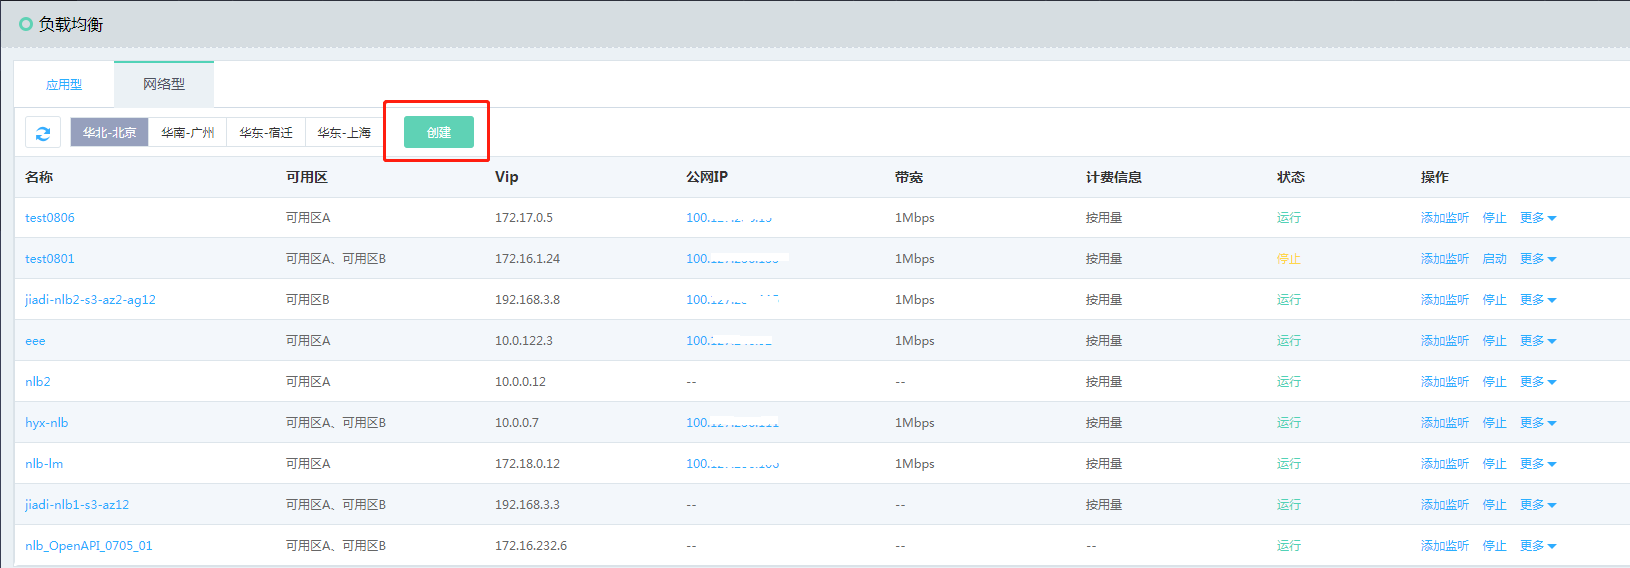 负载均衡
应用型 网络型
华北-北京 华南-广州 华东-宿迁 华东-上海 创建
名称 可用区 Vip 公网IP 带宽 计费信息 状态 操作
test0806 可用区A 172.17.0.5 100. 1Mbps 按用量 运行 添加监听 停止 更多
test0801 可用区A、可用区B 172.16.1.24 100. 1Mbps 按用量 停止 添加监听 启动 更多
jiadi-nlb2-s3-az2-ag12 可用区B 192.168.3.8 100. 1Mbps 按用量 运行 添加监听 停止 更多
eee 可用区A 10.0.122.3 100. 1Mbps 按用量 运行 添加监听 停止 更多
nlb2 可用区A 10.0.0.12 -- -- 按用量 运行 添加监听 停止 更多
hyx-nlb 可用区A、可用区B 10.0.0.7 100. 1Mbps 按用量 运行 添加监听 停止 更多
nlb-lm 可用区A 172.18.0.12 100. 1Mbps 按用量 运行 添加监听 停止 更多
jiadi-nlb1-s3-az12 可用区A、可用区B 192.168.3.3 -- -- 按用量 运行 添加监听 停止 更多
nlb_OpenAPI_0705_01 可用区A、可用区B 172.16.232.6 -- -- -- 运行 添加监听 停止 更多